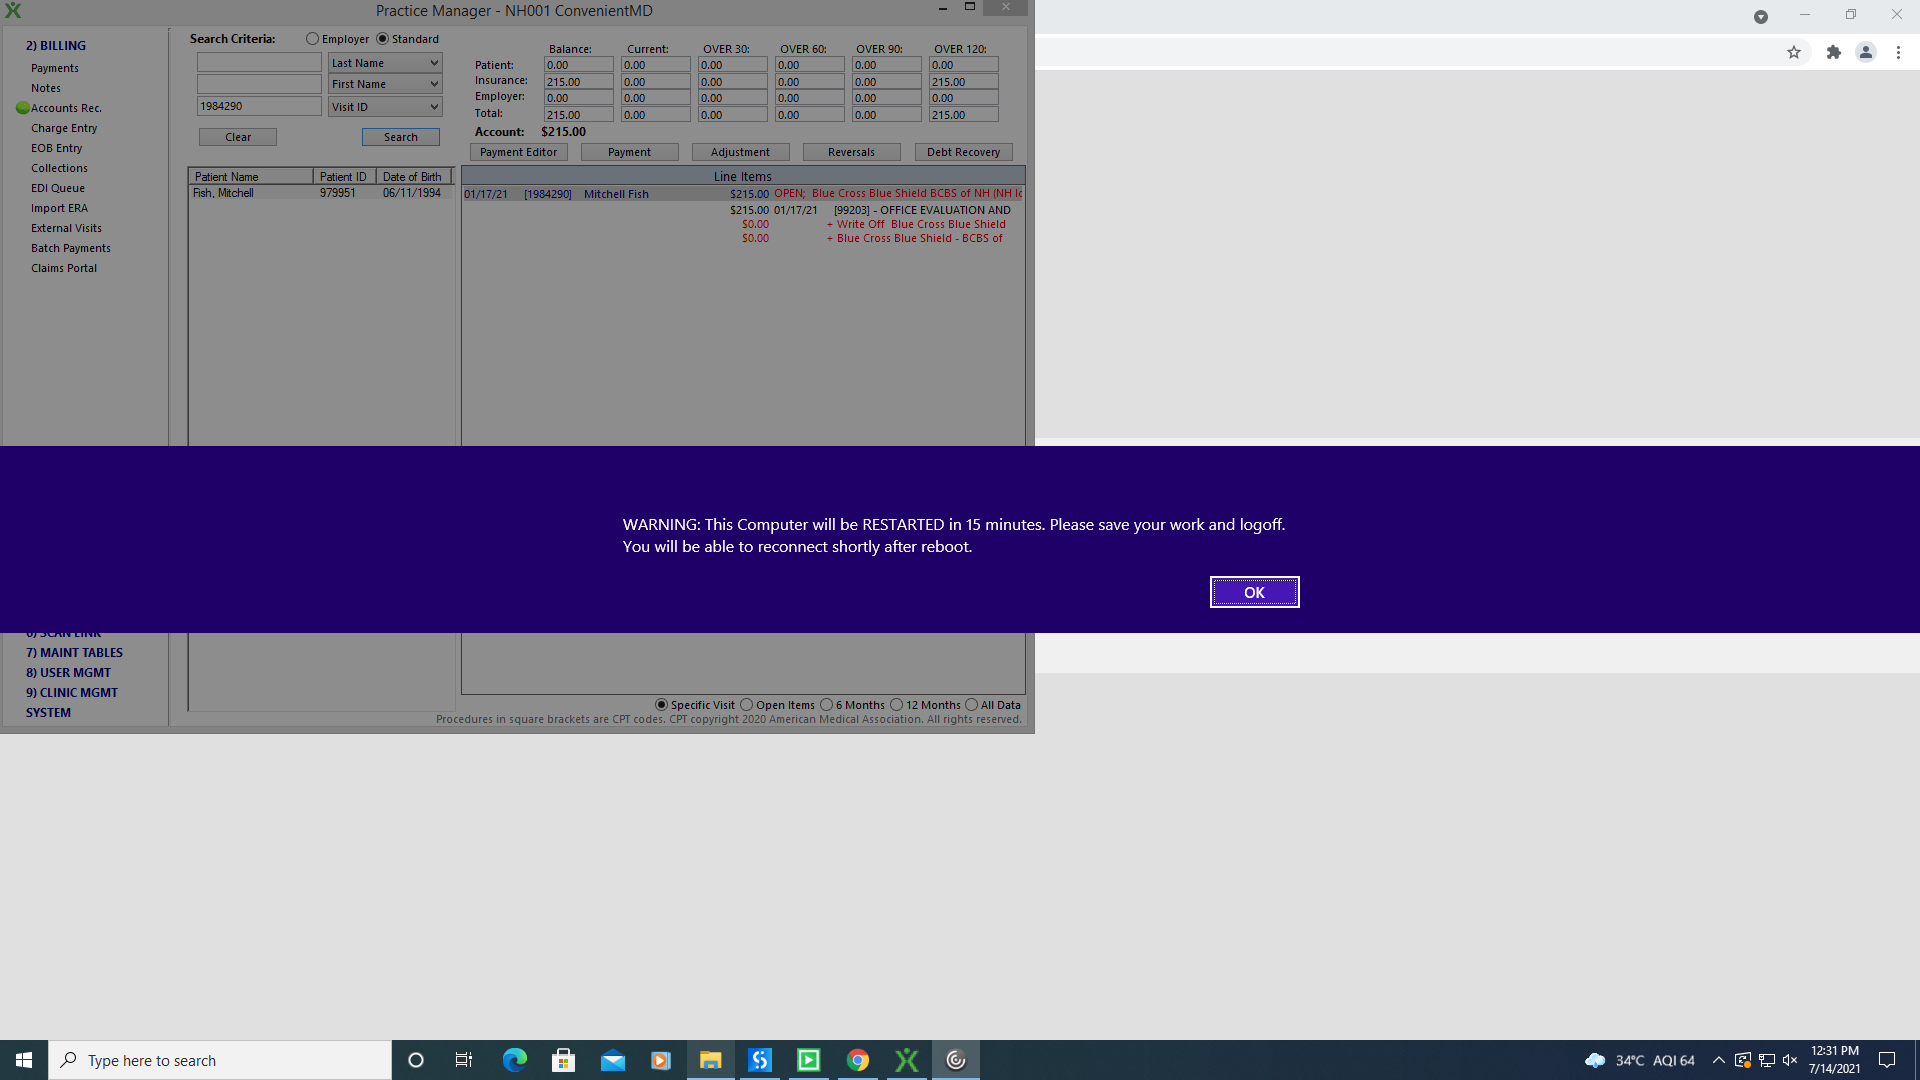 Practice Manager - NH001 ConvenientMD
2) BILLING
Payments
Notes
Accounts Rec.
Charge Entry
EOB Entry
Collections
EDI Queue
Import ERA
External Visits
Batch Payments
Claims Portal
7) MAINT TABLES
8) USER MGMT
9) CLINIC MGMT
SYSTEM
Search Criteria: Employer Standard
Last Name
First Name
1984290 Visit ID
Clear Search
Patient Name Patient ID Date of Birth
Fish, Mitchell 979951 06/11/1994
Balance: Current: OVER 30: OVER 60: OVER 90: OVER 120:
Patient: 0.00 0.00 0.00 0.00 0.00 0.00
Insurance: 215.00 0.00 0.00 0.00 0.00 215.00
Employer: 0.00 0.00 0.00 0.00 0.00 0.00
Total: 215.00 0.00 0.00 0.00 0.00 215.00
Account: $215.00
Payment Editor Payment Adjustment Reversals Debt Recovery
Line Items
01/17/21 [1984290] Mitchell Fish $215.00 OPEN; Blue Cross Blue Shield BCBS of NH (NH
$215.00 01/17/21 [99203] - OFFICE EVALUATION AND
$0.00 + Write Off Blue Cross Blue Shield
$0.00 + Blue Cross Blue Shield - BCBS of
WARNING: This Computer will be RESTARTED in 15 minutes. Please save your work and logoff.
You will be able to reconnect shortly after reboot.
OK
Specific Visit Open Items 6 Months 12 Months All Data
Procedures in square brackets are CPT codes. CPT copyright 2020 American Medical Association. All rights reserved.
Type here to search
34°C AQI 64
12:31 PM
7/14/2021